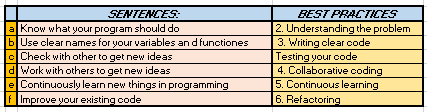 SENTENCES: BEST PRACTICES
a Know what your program should do 2. Understanding the problem
b Use clear names for your variables an d functiones 3. Writing clear code
c Check with other to get new ideas Testing your code
d Work with others to get new ideas 4. Collaborative coding
e Continuously learn new things in programming 5. Continuous learning
f Improve your existing code 6. Refactoring